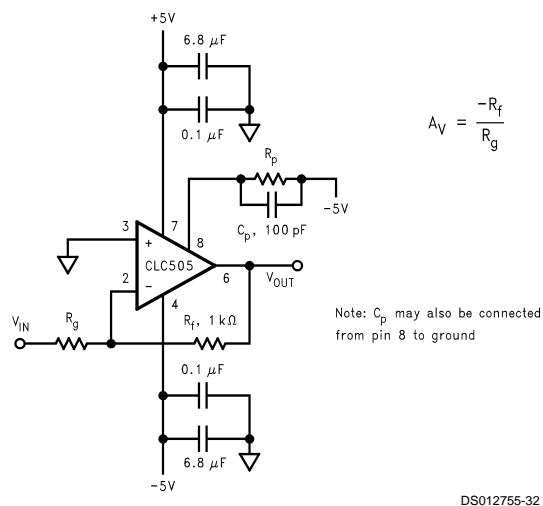 +5V
6.8 µF
0.1 µF
A_V = -R_f / R_g
R_p
-5V
C_p, 100 pF
3
7
8
+
CLC505
6
V_OUT
2
−
4
V_IN
R_g
R_f, 1 kΩ
Note: C_p may also be connected
from pin 8 to ground
0.1 µF
6.8 µF
-5V
DS012755-32